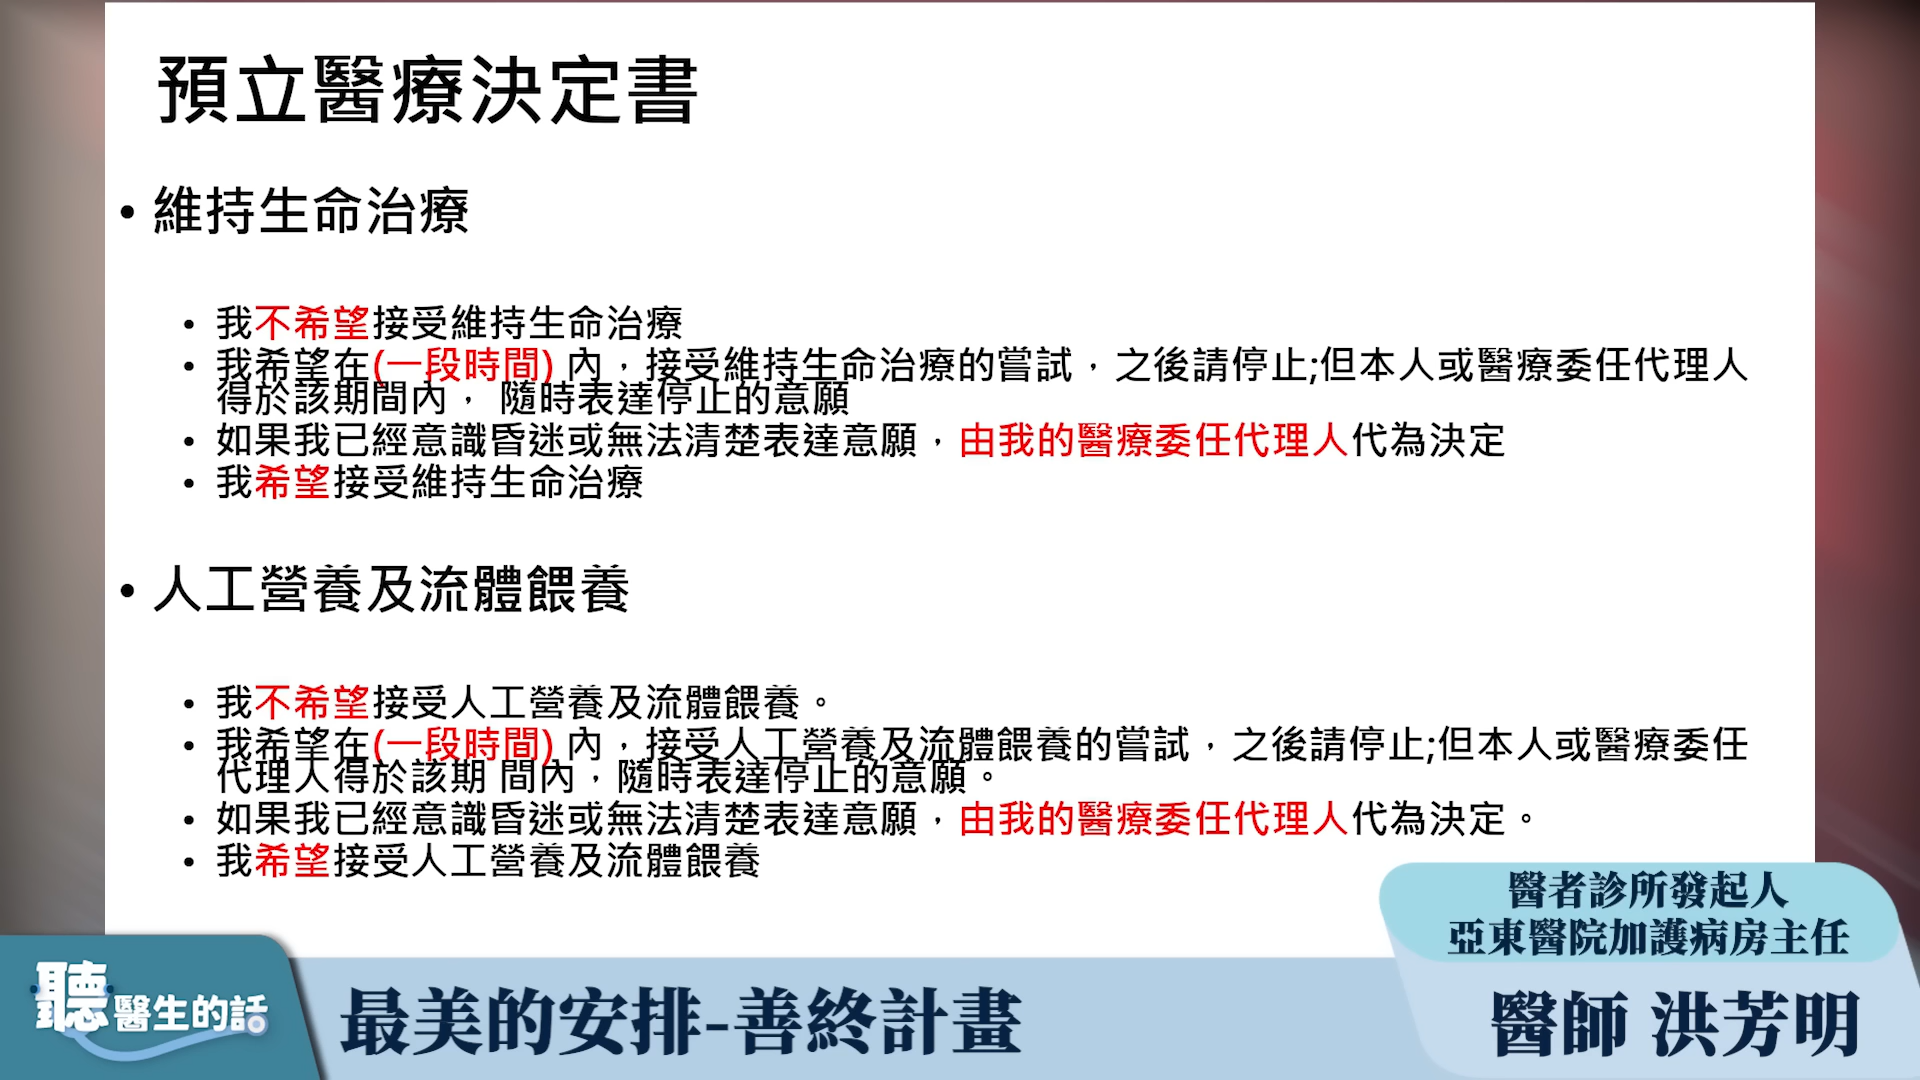 預立醫療決定書
• 維持生命治療
• 我不希望接受維持生命治療
• 我希望在(一段時間) 內，接受維持生命治療的嘗試，之後請停止;但本人或醫療委任代理人
得於該期間內， 隨時表達停止的意願
• 如果我已經意識昏迷或無法清楚表達意願，由我的醫療委任代理人代為決定
• 我希望接受維持生命治療
• 人工營養及流體餵養
• 我不希望接受人工營養及流體餵養。
• 我希望在(一段時間) 內，接受人工營養及流體餵養的嘗試，之後請停止;但本人或醫療委任
代理人得於該期 間內，隨時表達停止的意願。
• 如果我已經意識昏迷或無法清楚表達意願，由我的醫療委任代理人代為決定。
• 我希望接受人工營養及流體餵養
醫者診所發起人
亞東醫院加護病房主任
醫師 洪芳明
聽醫生的話
最美的安排-善終計畫